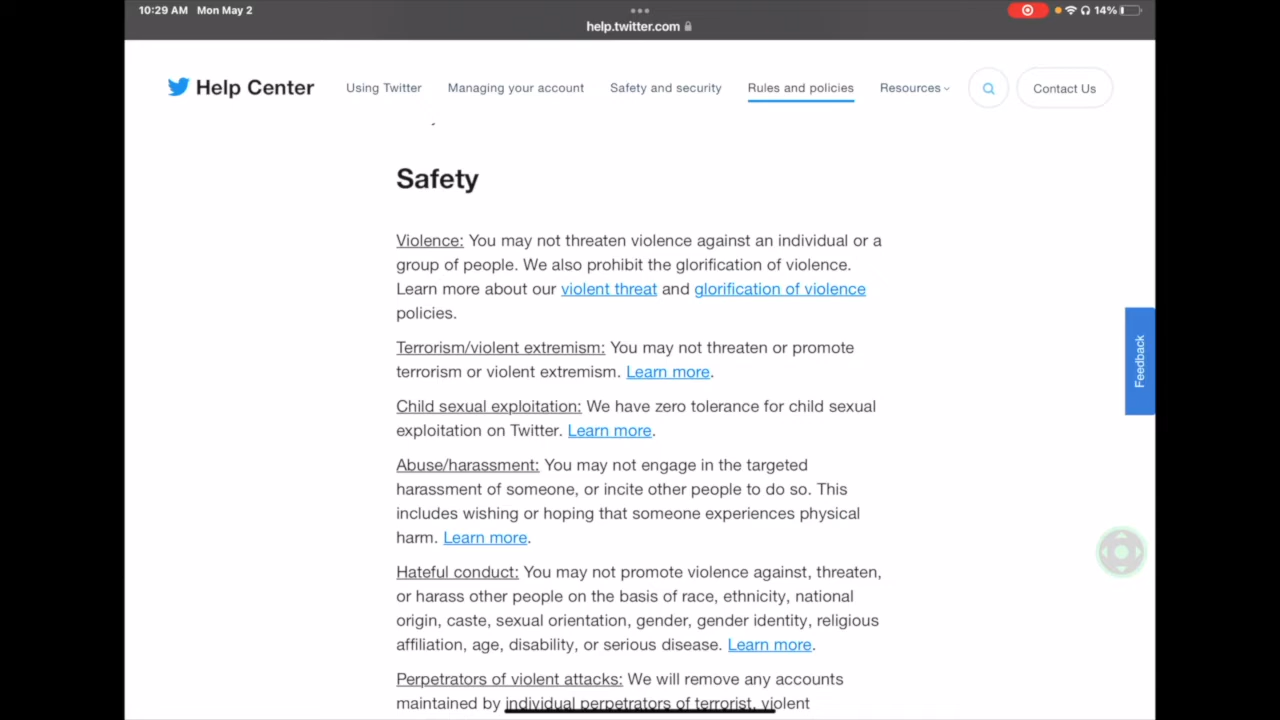 10:29 AM Mon May 2
14%
help.twitter.com
Help Center
Using Twitter
Managing your account
Safety and security
Rules and policies
Resources
Contact Us
Safety
Violence: You may not threaten violence against an individual or a
group of people. We also prohibit the glorification of violence.
Learn more about our violent threat and glorification of violence
policies.
Terrorism/violent extremism: You may not threaten or promote
terrorism or violent extremism. Learn more.
Child sexual exploitation: We have zero tolerance for child sexual
exploitation on Twitter. Learn more.
Abuse/harassment: You may not engage in the targeted
harassment of someone, or incite other people to do so. This
includes wishing or hoping that someone experiences physical
harm. Learn more.
Hateful conduct: You may not promote violence against, threaten,
or harass other people on the basis of race, ethnicity, national
origin, caste, sexual orientation, gender, gender identity, religious
affiliation, age, disability, or serious disease. Learn more.
Perpetrators of violent attacks: We will remove any accounts
maintained by individual perpetrators of terrorist, violent
Feedback